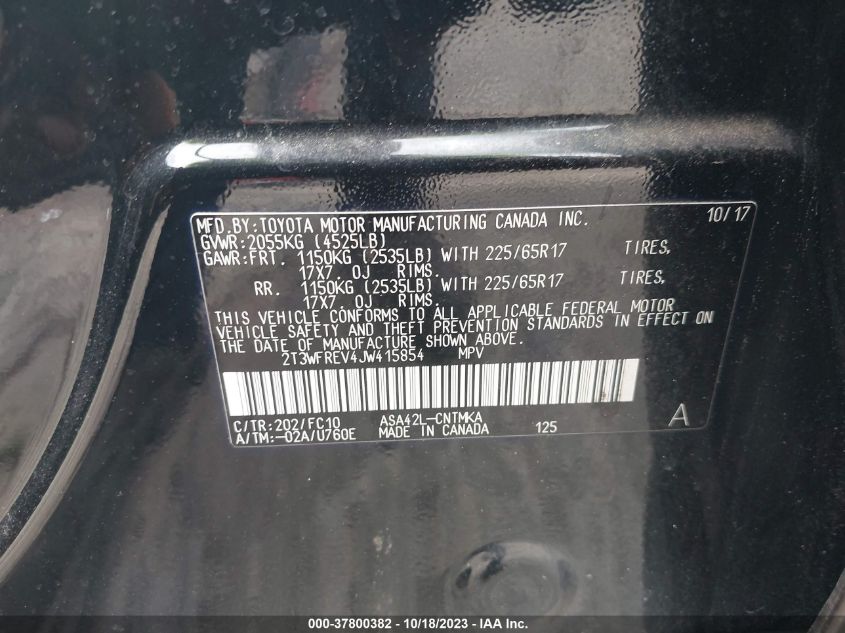 MFD.BY:TOYOTA MOTOR MANUFACTURING CANADA INC. 10/17
GVWR:2055KG (4525LB)
GAWR:FRT. 1150KG (2535LB) WITH 225/65R17 TIRES,
17X7.0J RIMS.
RR. 1150KG (2535LB) WITH 225/65R17 TIRES,
17X7.0J RIMS.
THIS VEHICLE CONFORMS TO ALL APPLICABLE FEDERAL MOTOR
VEHICLE SAFETY AND THEFT PREVENTION STANDARDS IN EFFECT ON
THE DATE OF MANUFACTURE SHOWN ABOVE.
2T3WFREV4JW415854 MPV
C/TR:202/FC10 ASA42L-CNTMKA A
A/TM:-02A/U760E MADE IN CANADA 125
000-37800382 - 10/18/2023 - IAA Inc.